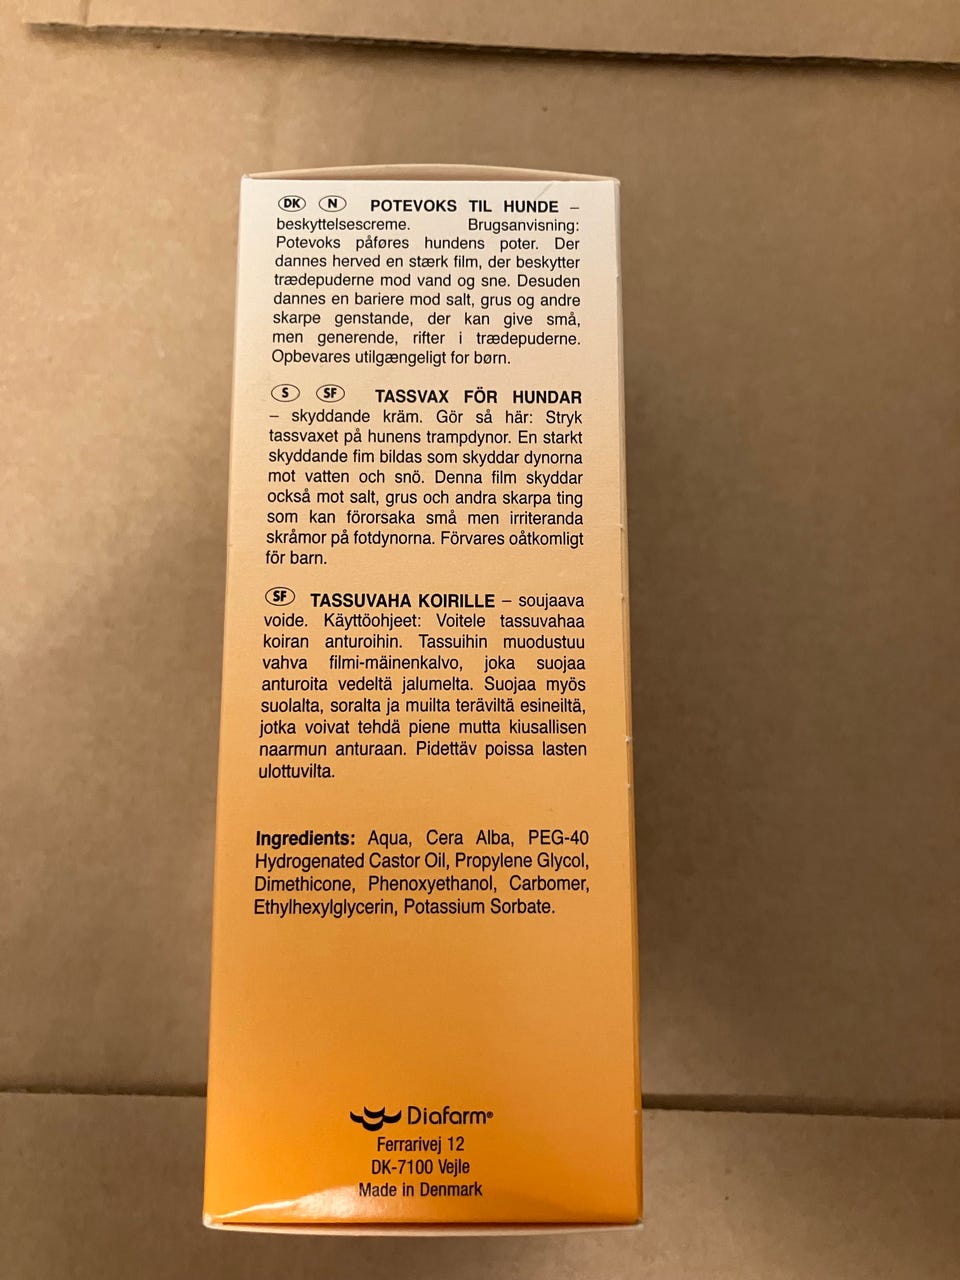 DK N POTEVOKS TIL HUNDE –
beskyttelsescreme. Brugsanvisning:
Potevoks påføres hundens poter. Der
dannes herved en stærk film, der beskytter
trædepuderne mod vand og sne. Desuden
dannes en bariere mod salt, grus og andre
skarpe genstande, der kan give små,
men generende, rifter i trædepuderne.
Opbevares utilgængeligt for børn.
S SF TASSVAX FÖR HUNDAR
– skyddande kräm. Gör så här: Stryk
tassvaxet på hunens trampdynor. En starkt
skyddande fim bildas som skyddar dynorna
mot vatten och snö. Denna film skyddar
också mot salt, grus och andra skarpa ting
som kan förorsaka små men irriteranda
skråmor på fotdynorna. Förvares oåtkomligt
för barn.
SF TASSUVAHA KOIRILLE – soujaava
voide. Käyttöohjeet: Voitele tassuvahaa
koiran anturoihin. Tassuihin muodustuu
vahva filmi-mäinenkalvo, joka suojaa
anturoita vedeltä jalumelta. Suojaa myös
suolalta, soralta ja muilta teräviltä esineiltä,
jotka voivat tehdä piene mutta kiusallisen
naarmun anturaan. Pidettäv poissa lasten
ulottuvilta.
Ingredients: Aqua, Cera Alba, PEG-40
Hydrogenated Castor Oil, Propylene Glycol,
Dimethicone, Phenoxyethanol, Carbomer,
Ethylhexylglycerin, Potassium Sorbate.
Diafarm®
Ferrarivej 12
DK-7100 Vejle
Made in Denmark